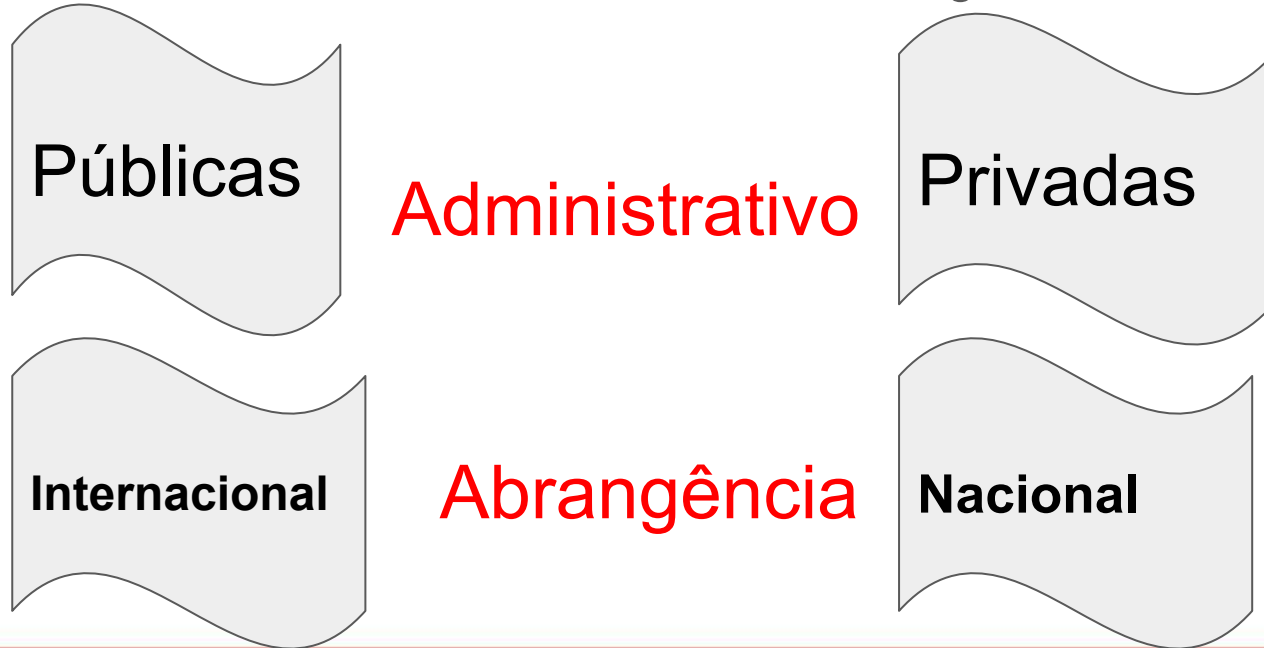 Públicas
Administrativo
Privadas
Internacional
Abrangência
Nacional